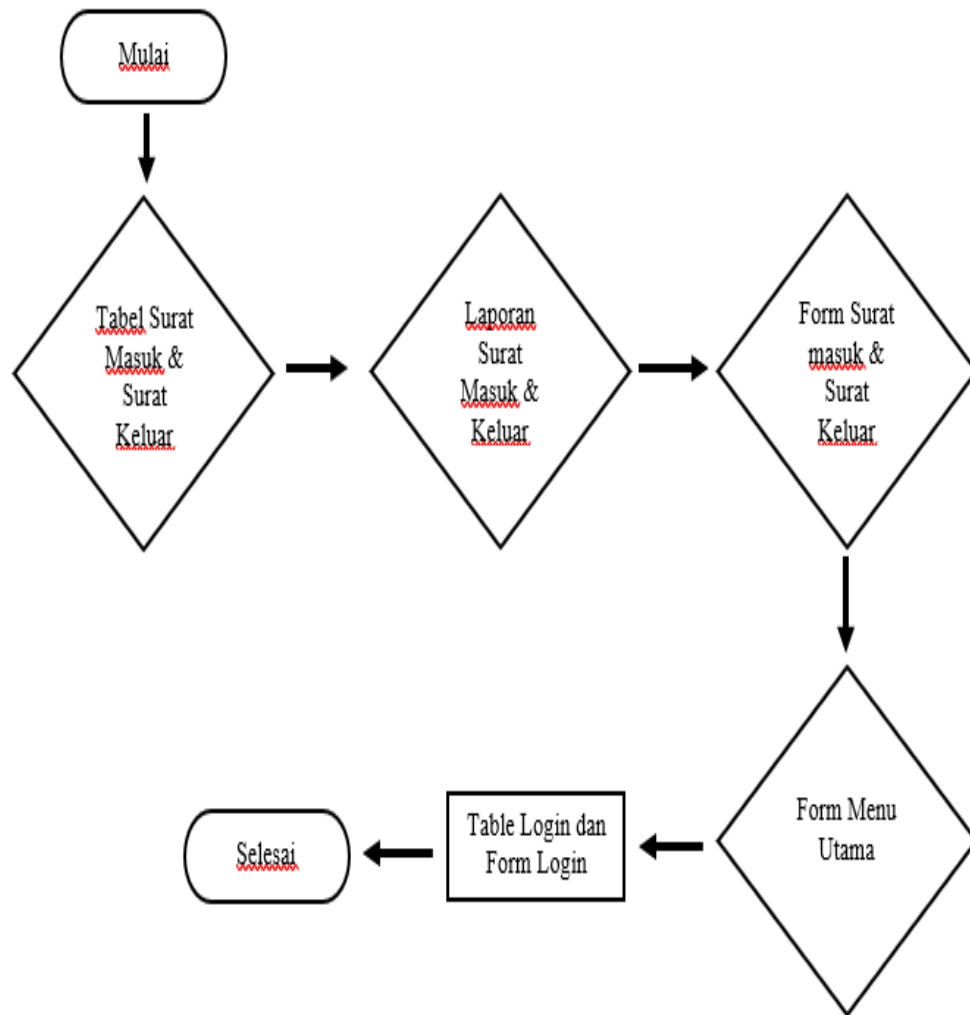 Mulai
Tabel Surat
Masuk &
Surat
Keluar
Laporan
Surat
Masuk &
Keluar
Form Surat
masuk &
Surat
Keluar
Form Menu
Utama
Table Login dan
Form Login
Selesai